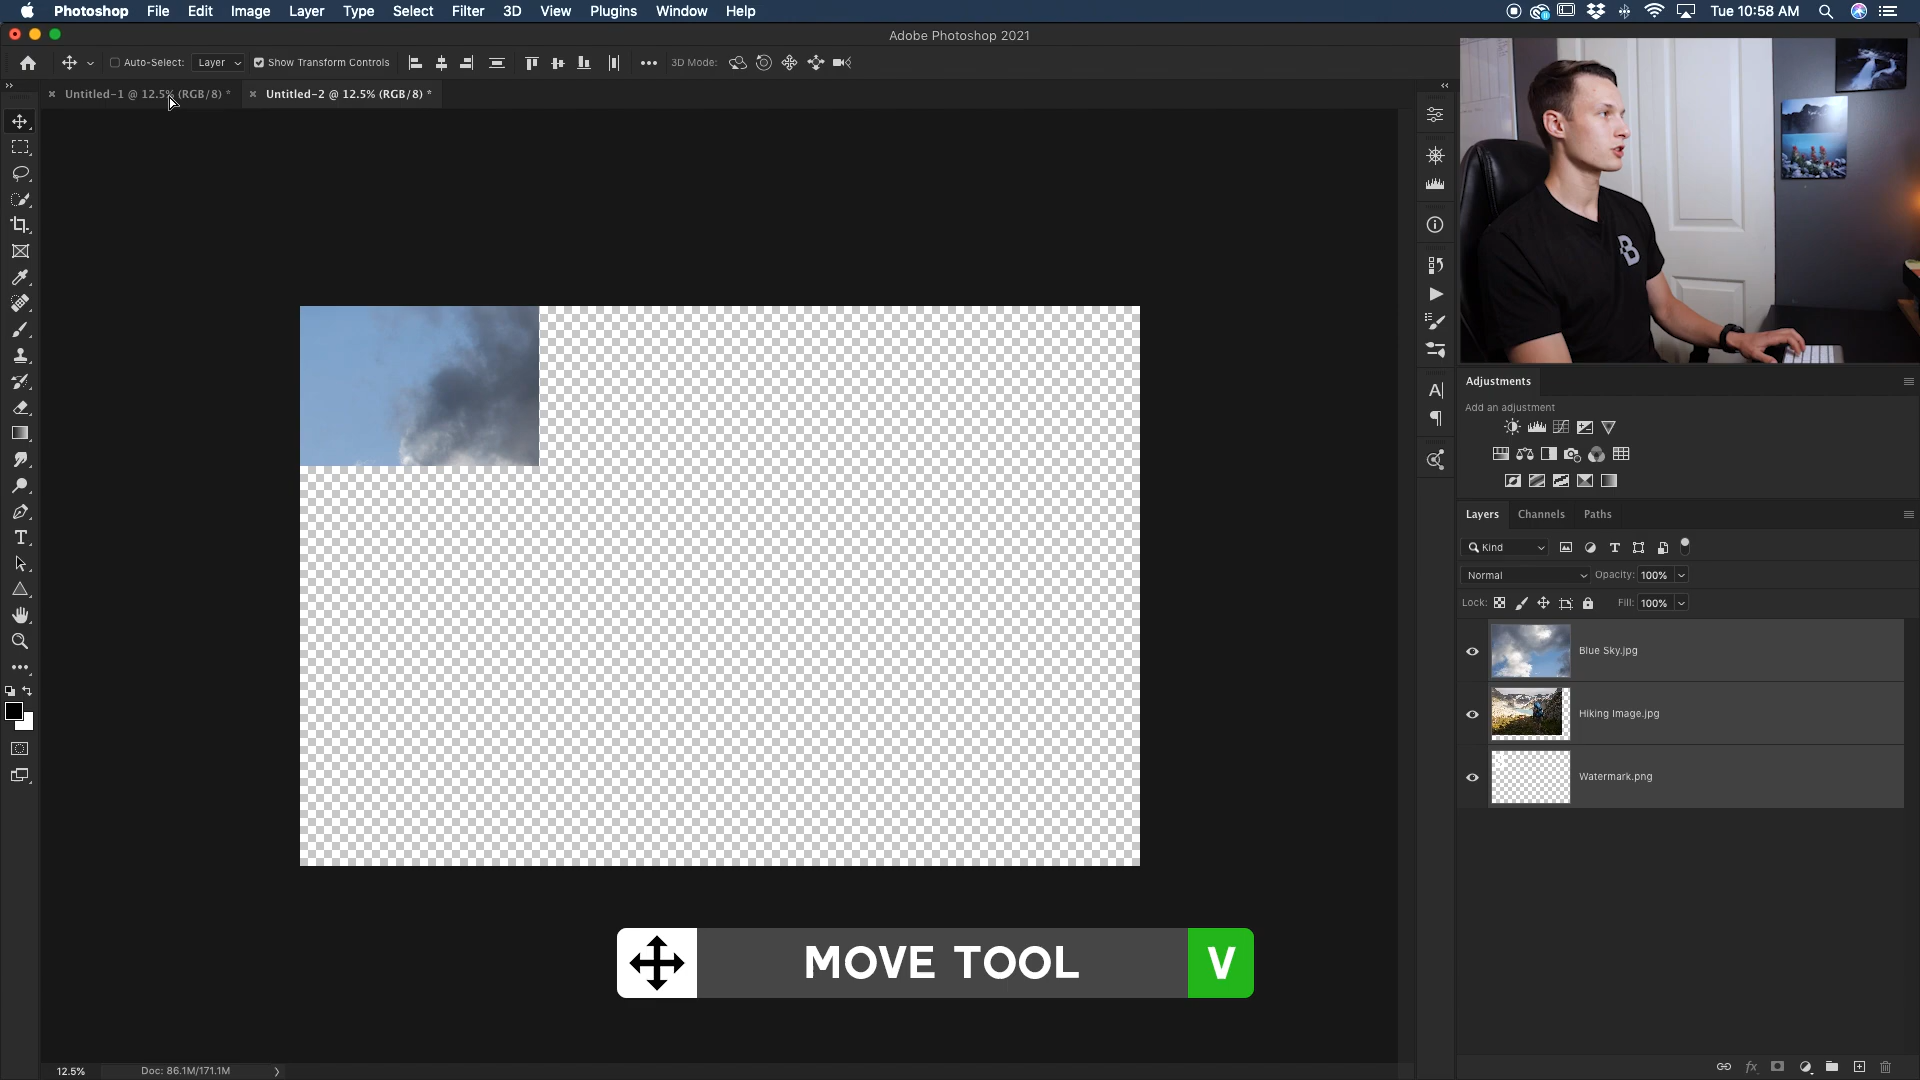 Photoshop File Edit Image Layer Type Select Filter 3D View Plugins Window Help Tue 10:58 AM
Adobe Photoshop 2021
Auto-Select: Layer Show Transform Controls 3D Mode:
Untitled-1 @ 12.5% (RGB/8) * Untitled-2 @ 12.5% (RGB/8) *
B
Adjustments
Add an adjustment
Layers Channels Paths
Kind
Normal Opacity: 100%
Lock: Fill: 100%
Blue Sky.jpg
Hiking Image.jpg
Watermark.png
MOVE TOOL V
12.5% Doc: 86.1M/171.1M